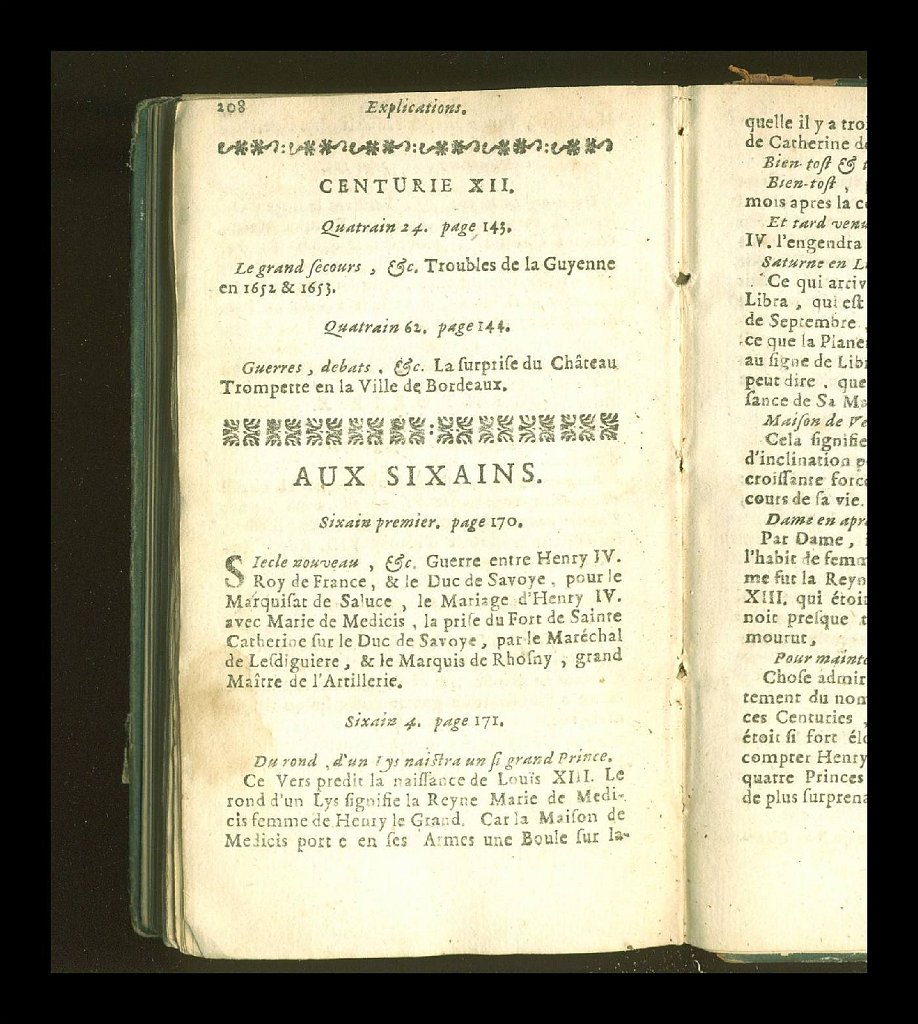 208 Explications.
CENTURIE XII.
Quatrain 24. page 143.
Le grand ſecours , &c. Troubles de la Guyenne
en 1652 & 1653.
Quatrain 62. page 144.
Guerres , debats , &c. La ſurpriſe du Château
Trompette en la Ville de Bordeaux.
AUX SIXAINS.
Sixain premier. page 170.
SIecle nouveau , &c. Guerre entre Henry IV.
Roy de France, & le Duc de Savoye, pour le
Marquiſat de Saluce , le Mariage d'Henry IV.
avec Marie de Medicis , la priſe du Fort de Sainte
Catherine ſur le Duc de Savoye, par le Maréchal
de Leſdiguiere, & le Marquis de Rhoſny , grand
Maître de l'Artillerie.
Sixain 4. page 171.
Du rond , d'un Lys naiſtra un ſi grand Prince.
Ce Vers predit la naiſſance de Louïs XIII. Le
rond d'un Lys ſignifie la Reyne Marie de Medi-
cis femme de Henry le Grand. Car la Maiſon de
Medicis port e en ſes Armes une Boule ſur la-
quelle il y a tro
de Catherine d
Bien-toſt & t
Bien-toſt ,
mois apres la c
Et tard venu
IV. l'engendra
Saturne en L
Ce qui arriv
Libra , qui eſt
de Septembre
ce que la Plane
au ſigne de Lib
peut dire , que
ſance de Sa M
Maiſon de Ve
Cela ſignifie
d'inclination p
croiſſante force
cours de ſa vie.
Dame en apr
Par Dame ,
l'habit de femm
me fut la Reyn
XIII. qui étoi
noit preſque t
mourut ,
Pour mainte
Choſe admir
tement du nom
ces Centuries ,
étoit ſi fort élo
compter Henry
quatre Princes
de plus ſurprena